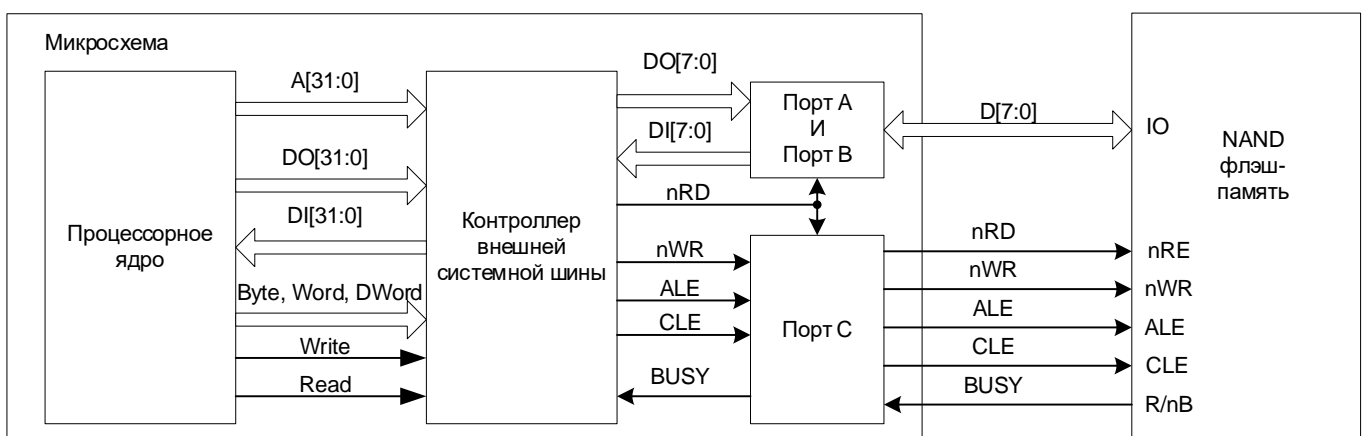 Микросхема
Процессорное
ядро
A[31:0]
DO[31:0]
DI[31:0]
Byte, Word, DWord
Write
Read
Контроллер
внешней
системной шины
DO[7:0]
DI[7:0]
nRD
nWR
ALE
CLE
BUSY
Порт А
И
Порт В
Порт С
D[7:0]
nRD
nWR
ALE
CLE
BUSY
IO
nRE
nWR
ALE
CLE
R/nB
NAND
флэш-
память